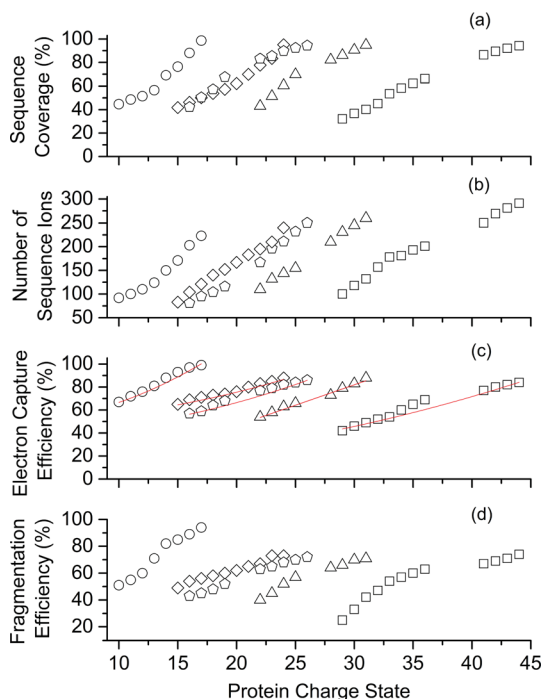 (a)
100
80
60
40
20
0
Sequence
Coverage (%)
(b)
300
250
200
150
100
50
Number of
Sequence Ions
(c)
100
80
60
40
20
0
Electron Capture
Efficiency (%)
(d)
100
80
60
40
20
Fragmentation
Efficiency (%)
10 15 20 25 30 35 40 45
Protein Charge State